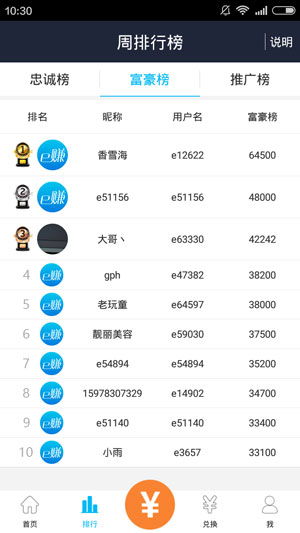 10:30
周排行榜 说明
忠诚榜 富豪榜 推广榜
排名 昵称 用户名 富豪榜
1 e赚 香雪海 e12622 64500
2 e赚 e51156 e51156 48000
3 大哥丶 e63330 42242
4 e赚 gph e47382 38200
5 e赚 老玩童 e64597 38000
6 e赚 靓丽美容 e59030 37500
7 e赚 e54894 e54894 35200
8 e赚 15978307329 e14902 34700
9 e赚 e51140 e51140 33400
10 e赚 小雨 e3657 33100
首页 排行 ¥ 兑换 我